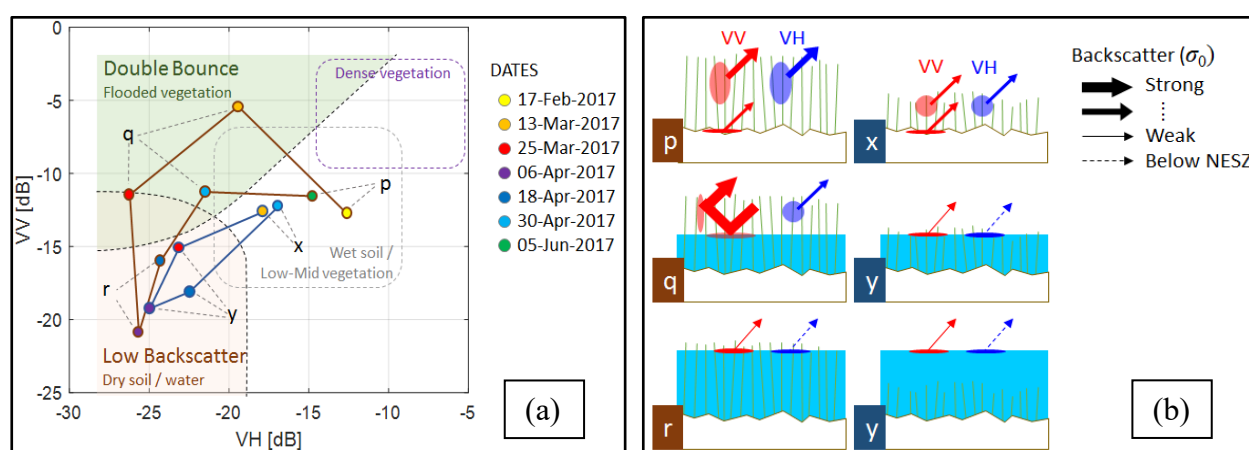 0
-5
-10
-15
-20
-25
VV [dB]
-30
-25
-20
-15
-10
-5
VH [dB]
Double Bounce
Flooded vegetation
Dense vegetation
q
p
x
r
y
Wet soil /
Low-Mid vegetation
Low Backscatter
Dry soil / water
DATES
17-Feb-2017
13-Mar-2017
25-Mar-2017
06-Apr-2017
18-Apr-2017
30-Apr-2017
05-Jun-2017
(a)
VV VH
p
VV VH
x
q
y
r
y
Backscatter (σ0)
Strong
⋮
Weak
Below NESZ
(b)